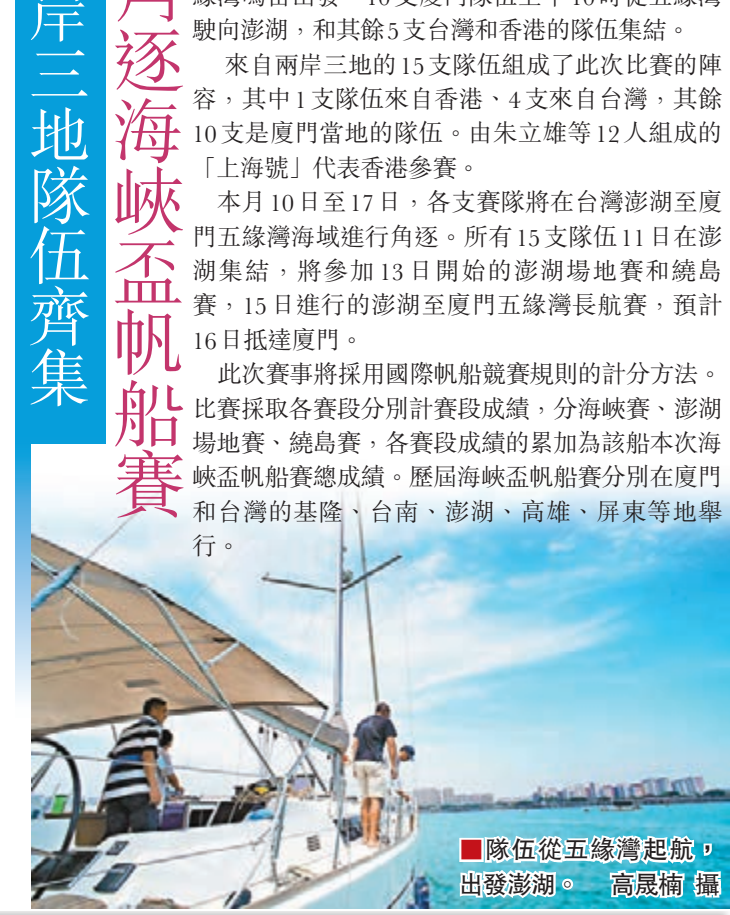 岸三地隊伍齊集
角逐海峽盃帆船賽
駛向澎湖，和其餘5支台灣和香港的隊伍集結。
來自兩岸三地的15支隊伍組成了此次比賽的陣
容，其中1支隊伍來自香港、4支來自台灣，其餘
10支是廈門當地的隊伍。由朱立雄等12人組成的
「上海號」代表香港參賽。
本月10日至17日，各支賽隊將在台灣澎湖至廈
門五緣灣海域進行角逐。所有15支隊伍11日在澎
湖集結，將參加13日開始的澎湖場地賽和繞島
賽，15日進行的澎湖至廈門五緣灣長航賽，預計
16日抵達廈門。
此次賽事將採用國際帆船競賽規則的計分方法。
比賽採取各賽段分別計賽段成績，分海峽賽、澎湖
場地賽、繞島賽，各賽段成績的累加為該船本次海
峽盃帆船賽總成績。歷屆海峽盃帆船賽分別在廈門
和台灣的基隆、台南、澎湖、高雄、屏東等地舉
行。
■隊伍從五緣灣起航，
出發澎湖。 高晟楠 攝